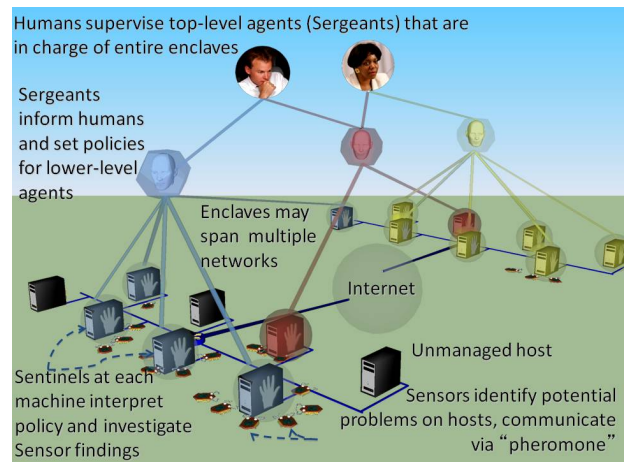 Humans supervise top-level agents (Sergeants) that are
in charge of entire enclaves
Sergeants
inform humans
and set policies
for lower-level
agents
Enclaves may
span multiple
networks
Internet
Unmanaged host
Sentinels at each
machine interpret
policy and investigate
Sensor findings
Sensors identify potential
problems on hosts, communicate
via “pheromone”